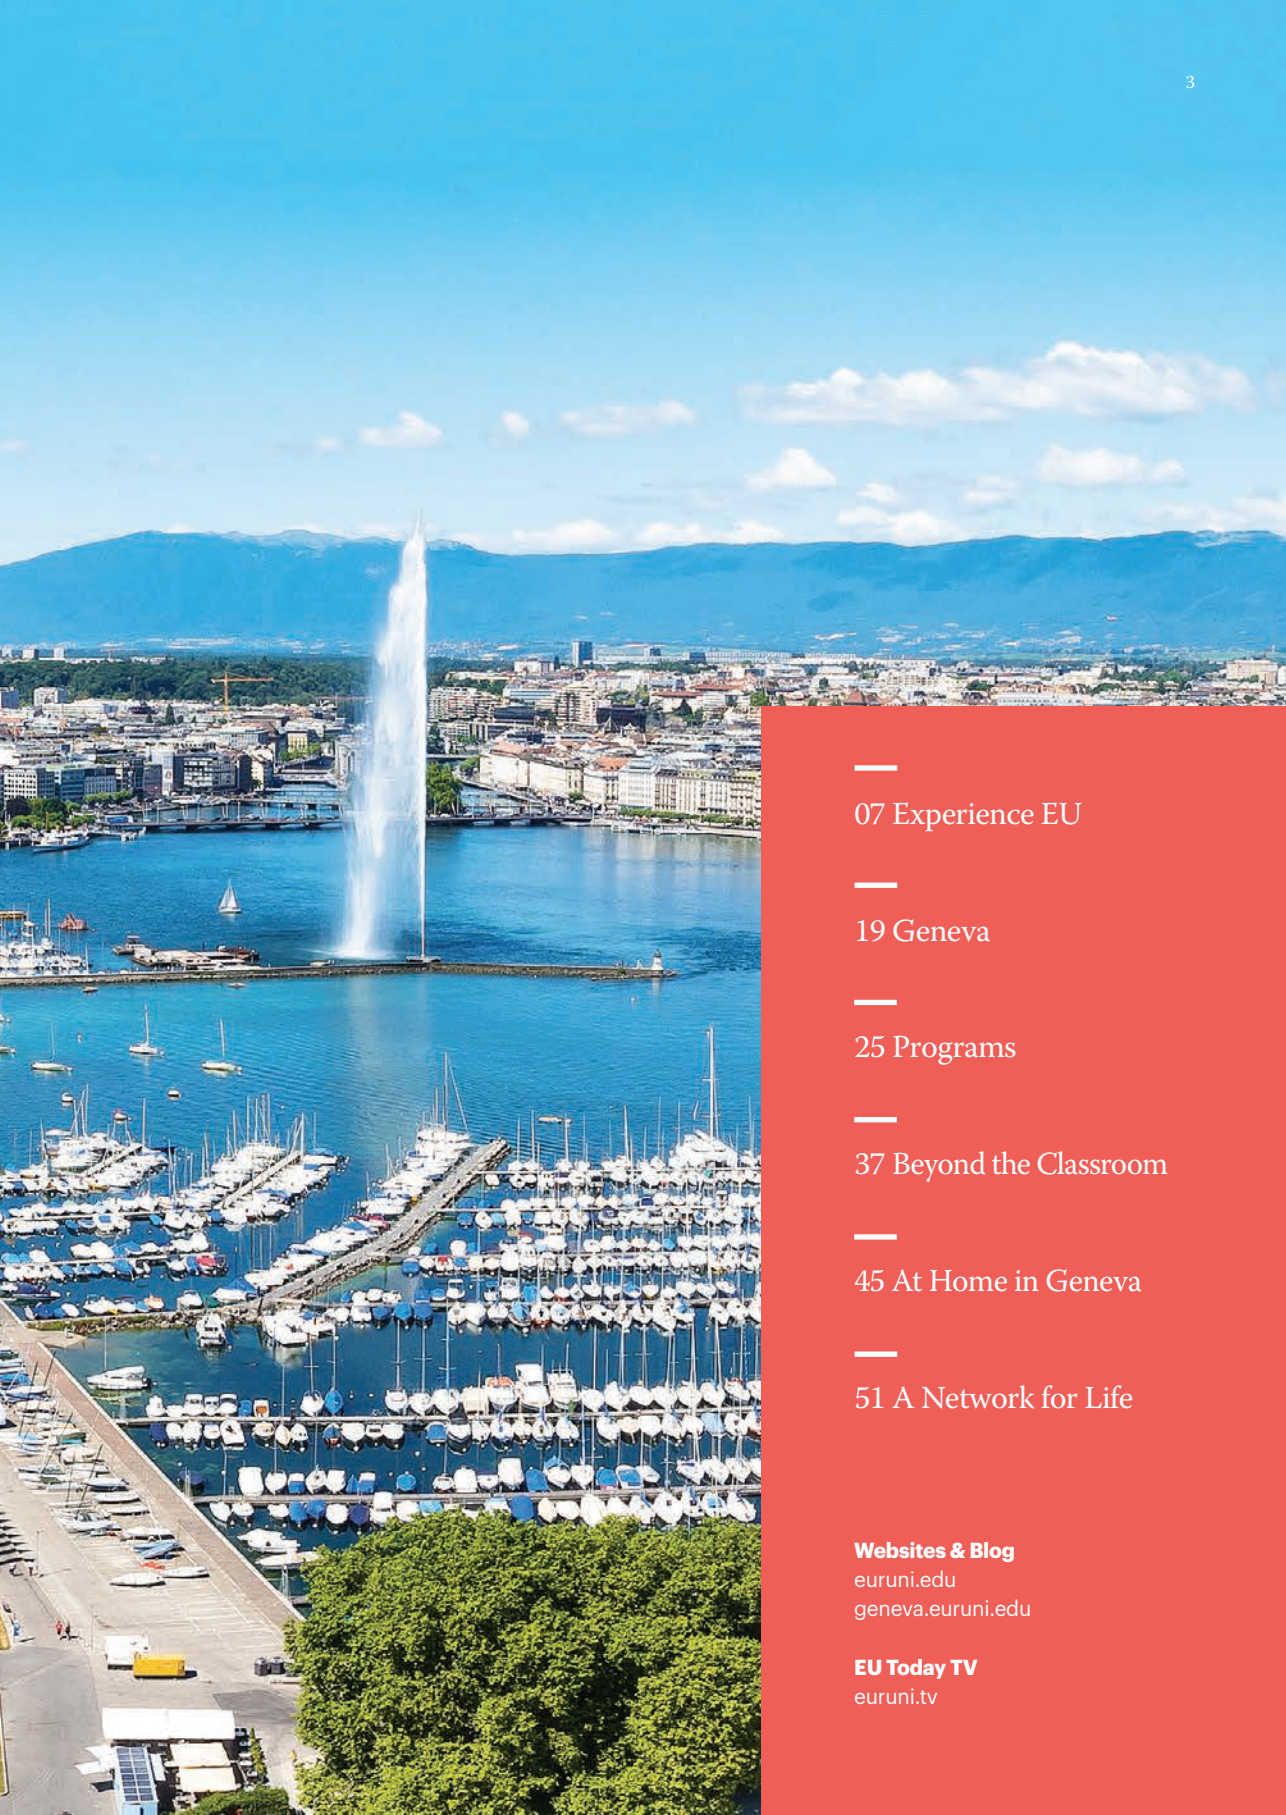 3
07 Experience EU
19 Geneva
25 Programs
37 Beyond the Classroom
45 At Home in Geneva
51 A Network for Life
Websites & Blog
euruni.edu
geneva.euruni.edu
EU Today TV
euruni.tv